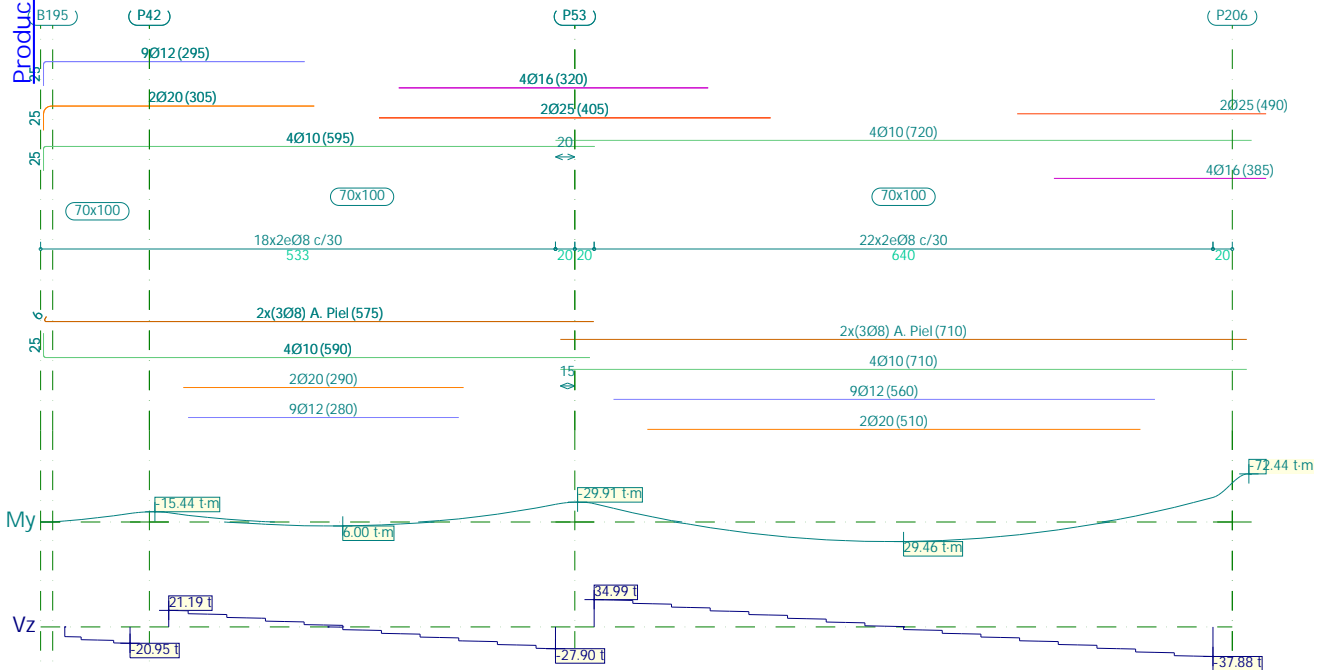 Produc
B195
P42
P53
P206
9Ø12(295)
25
4Ø16(320)
2Ø20(305)
25
2Ø25(405)
2Ø25(490)
4Ø10(595)
25
20
4Ø10(720)
4Ø16(385)
70x100
70x100
70x100
18x2eØ8 c/30
22x2eØ8 c/30
533
20
20
640
20
6
2x(3Ø8) A. Piel(575)
2x(3Ø8) A. Piel(710)
25
4Ø10(590)
4Ø10(710)
15
2Ø20(290)
9Ø12(560)
9Ø12(280)
2Ø20(510)
-72.44 t·m
-15.44 t·m
-29.91 t·m
My
6.00 t·m
29.46 t·m
21.19 t
34.99 t
Vz
-20.95 t
-27.90 t
-37.88 t